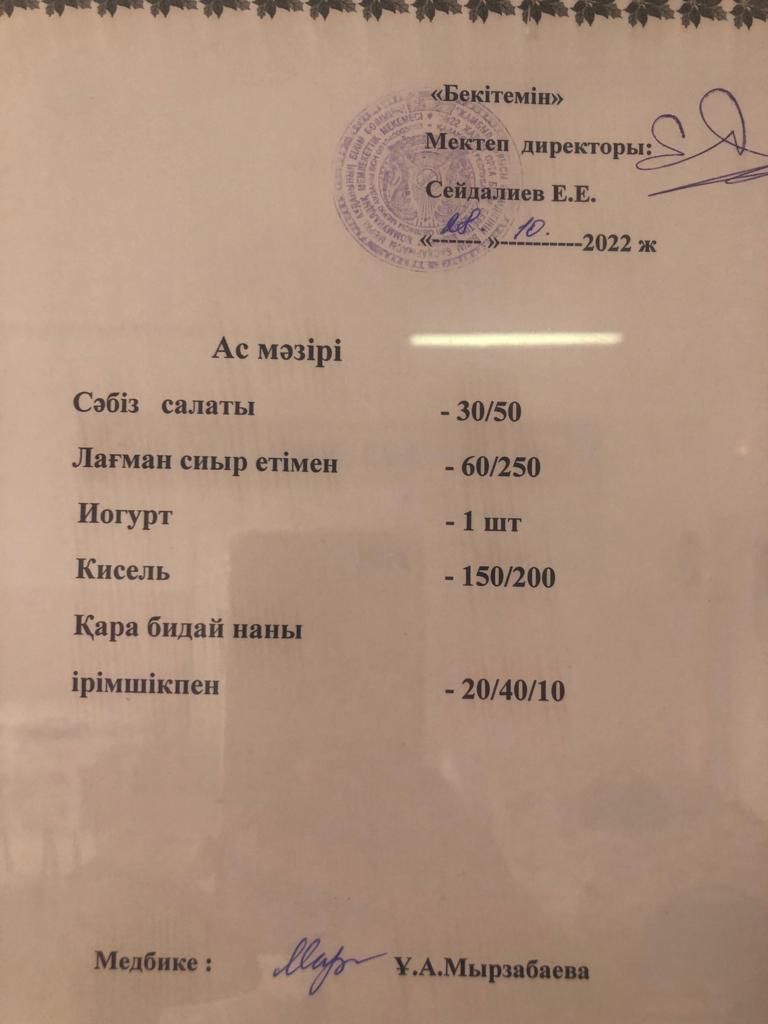 «Бекітемін»
Мектеп директоры:
Сейдалиев Е.Е.
«------ »-----------2022 ж
28 10.
Ас мәзірі
Сәбіз салаты - 30/50
Лағман сиыр етімен - 60/250
Иогурт - 1 шт
Кисель - 150/200
Қара бидай наны
ірімшікпен - 20/40/10
Медбике : Ұ.А.Мырзабаева